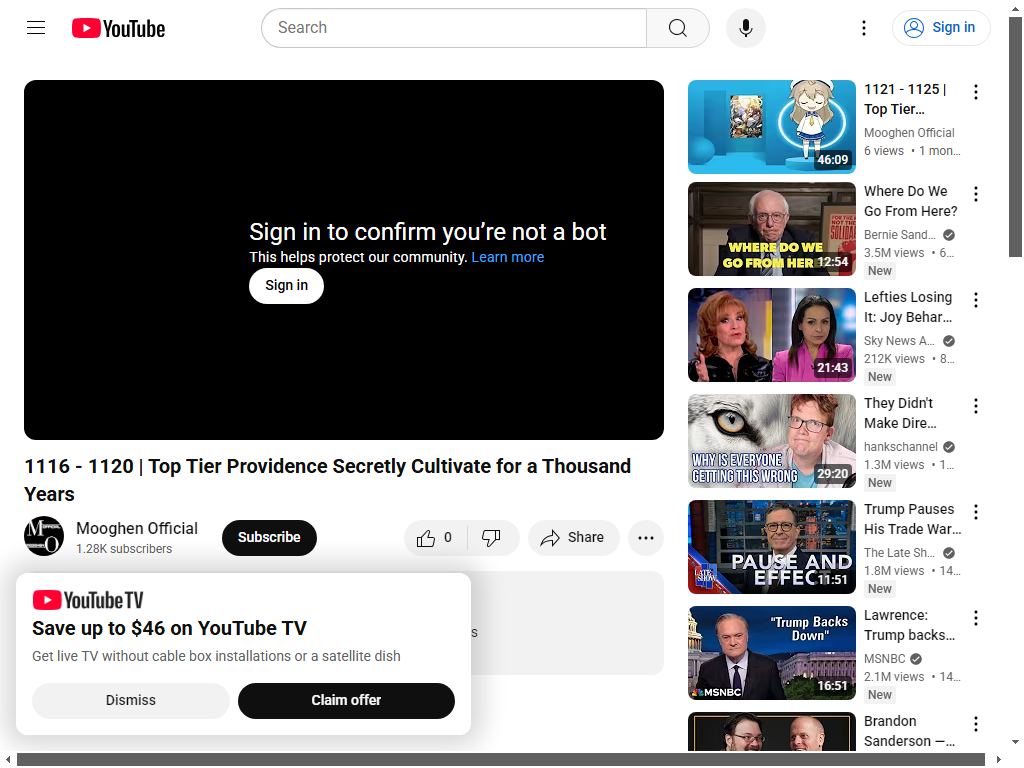 YouTube
Search
Sign in
Sign in to confirm you’re not a bot
This helps protect our community. Learn more
Sign in
1116 - 1120 | Top Tier Providence Secretly Cultivate for a Thousand
Years
Mooghen Official
1.28K subscribers
Subscribe
0
Share
s
YouTube TV
Save up to $46 on YouTube TV
Get live TV without cable box installations or a satellite dish
Dismiss
Claim offer
46:09
1121 - 1125 |
Top Tier…
Mooghen Official
6 views • 1 mon…
WHERE DO WE
GO FROM HER
12:54
Where Do We
Go From Here?
Bernie Sand…
3.5M views • 6…
New
21:43
Lefties Losing
It: Joy Behar…
Sky News A…
212K views • 8…
New
WHY IS EVERYONE
GETTING THIS WRONG
29:20
They Didn't
Make Dire…
hankschannel
1.3M views • 1…
New
LATE SHOW
PAUSE AND
EFFEC
11:51
Trump Pauses
His Trade War…
The Late Sh…
1.8M views • 14…
New
"Trump Backs
Down"
MSNBC
16:51
Lawrence:
Trump backs…
MSNBC
2.1M views • 14…
New
Brandon
Sanderson —…